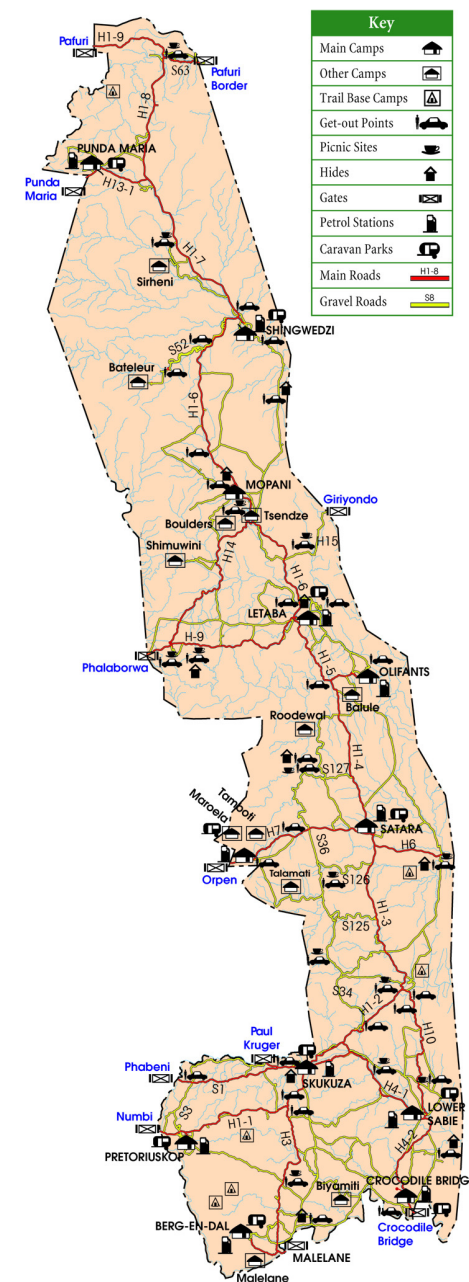 Key
Main Camps
Other Camps
Trail Base Camps
Get-out Points
Picnic Sites
Hides
Gates
Petrol Stations
Caravan Parks
Main Roads H1-8
Gravel Roads S8
Pafuri
H1-9
S63
Pafuri
Border
H1-8
PUNDA MARIA
Punda
Maria
H13-1
H1-7
Sirheni
SHINGWEDZI
S52
Bateleur
H1-6
MOPANI
Tsendze
Giriyondo
Boulders
Shimuwini
H14
H15
H1-6
LETABA
H-9
Phalaborwa
H1-5
OLIFANTS
Balule
Roodewal
H1-4
S127
Tamboti
Maroela
SATARA
H7
S36
H6
Orpen
Talamati
S126
H1-3
S125
S34
H1-2
Paul
Kruger
H10
Phabeni
SKUKUZA
S1
H4-1
LOWER
SABIE
Numbi
S3
H1-1
H3
H4-2
PRETORIUSKOP
Biyamiti
CROCODILE BRIDG
BERG-EN-DAL
Crocodile
Bridge
MALELANE
Malelane